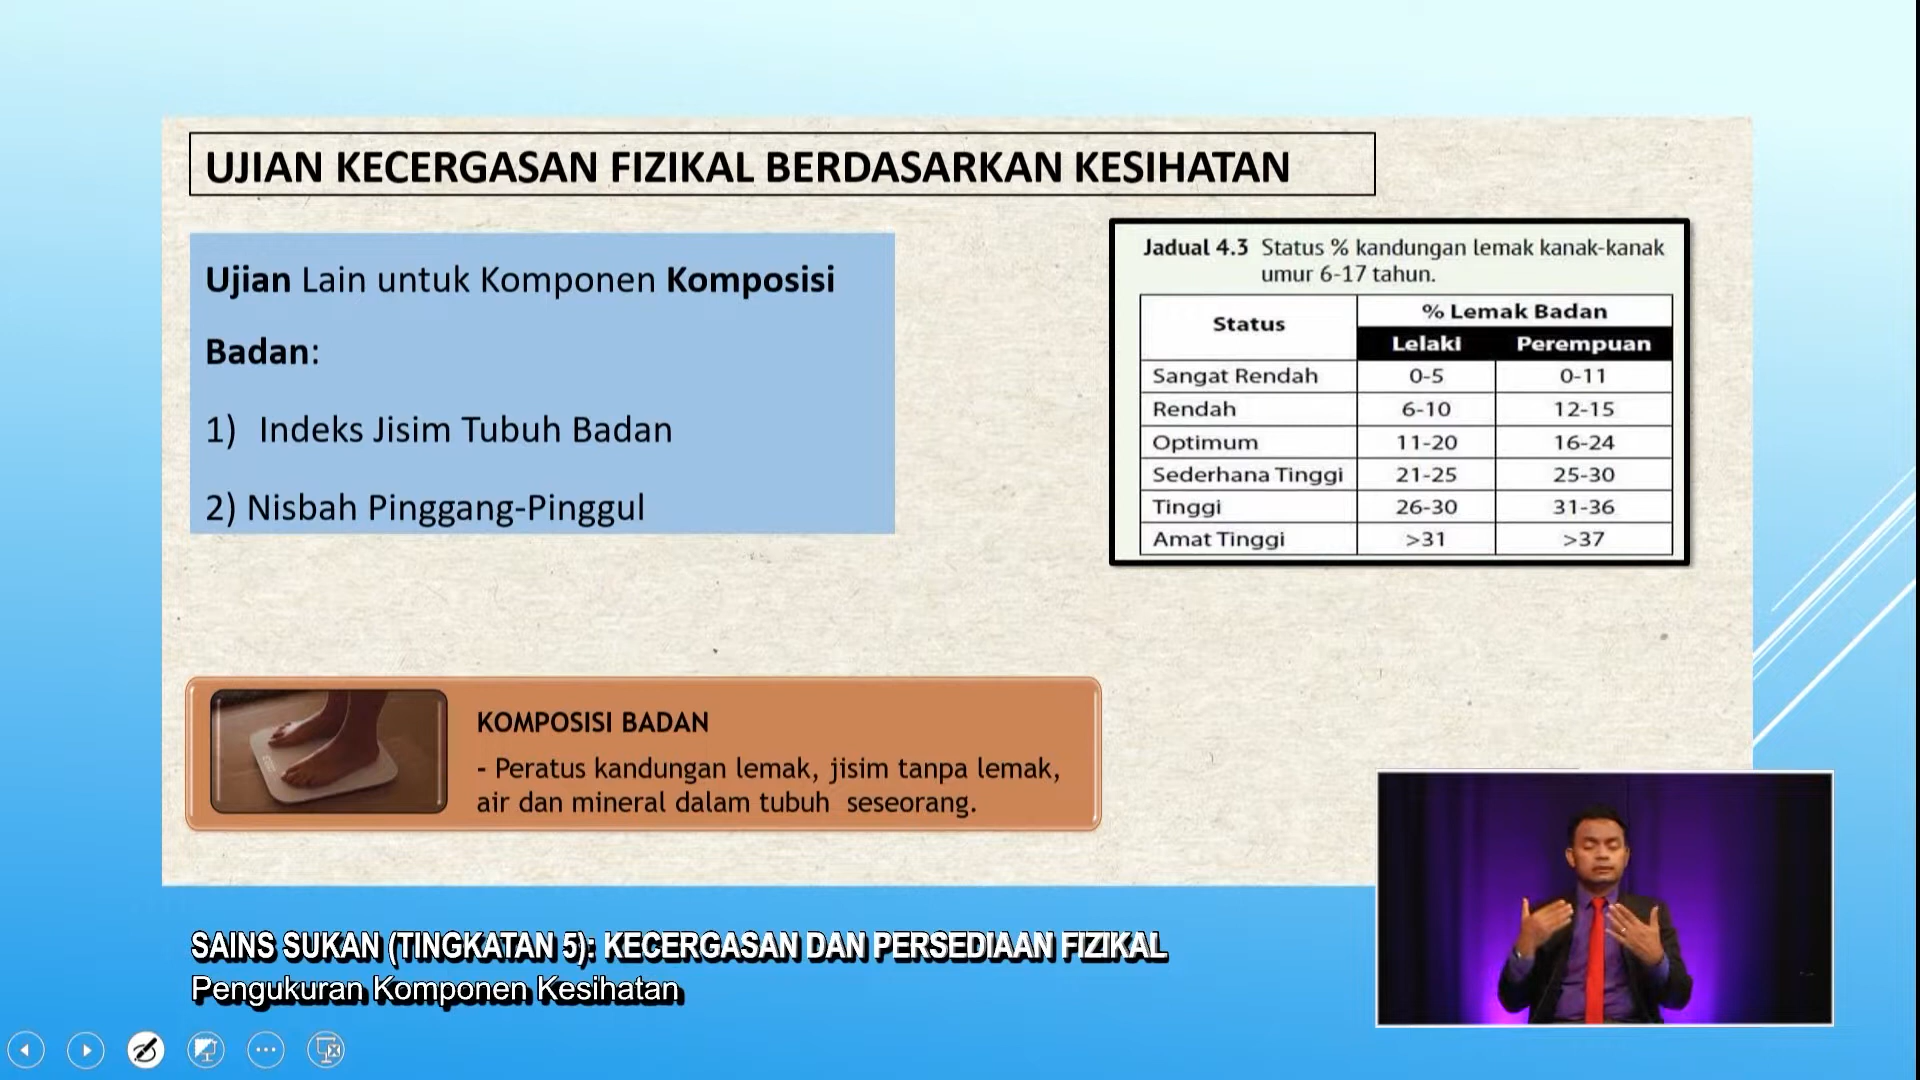 UJIAN KECERGASAN FIZIKAL BERDASARKAN KESIHATAN
Ujian Lain untuk Komponen Komposisi
Badan:
1) Indeks Jisim Tubuh Badan
2) Nisbah Pinggang-Pinggul
Jadual 4.3 Status % kandungan lemak kanak-kanak
umur 6-17 tahun.
Status % Lemak Badan
Lelaki Perempuan
Sangat Rendah 0-5 0-11
Rendah 6-10 12-15
Optimum 11-20 16-24
Sederhana Tinggi 21-25 25-30
Tinggi 26-30 31-36
Amat Tinggi >31 >37
KOMPOSISI BADAN
- Peratus kandungan lemak, jisim tanpa lemak,
air dan mineral dalam tubuh seseorang.
SAINS SUKAN (TINGKATAN 5): KECERGASAN DAN PERSEDIAAN FIZIKAL
Pengukuran Komponen Kesihatan